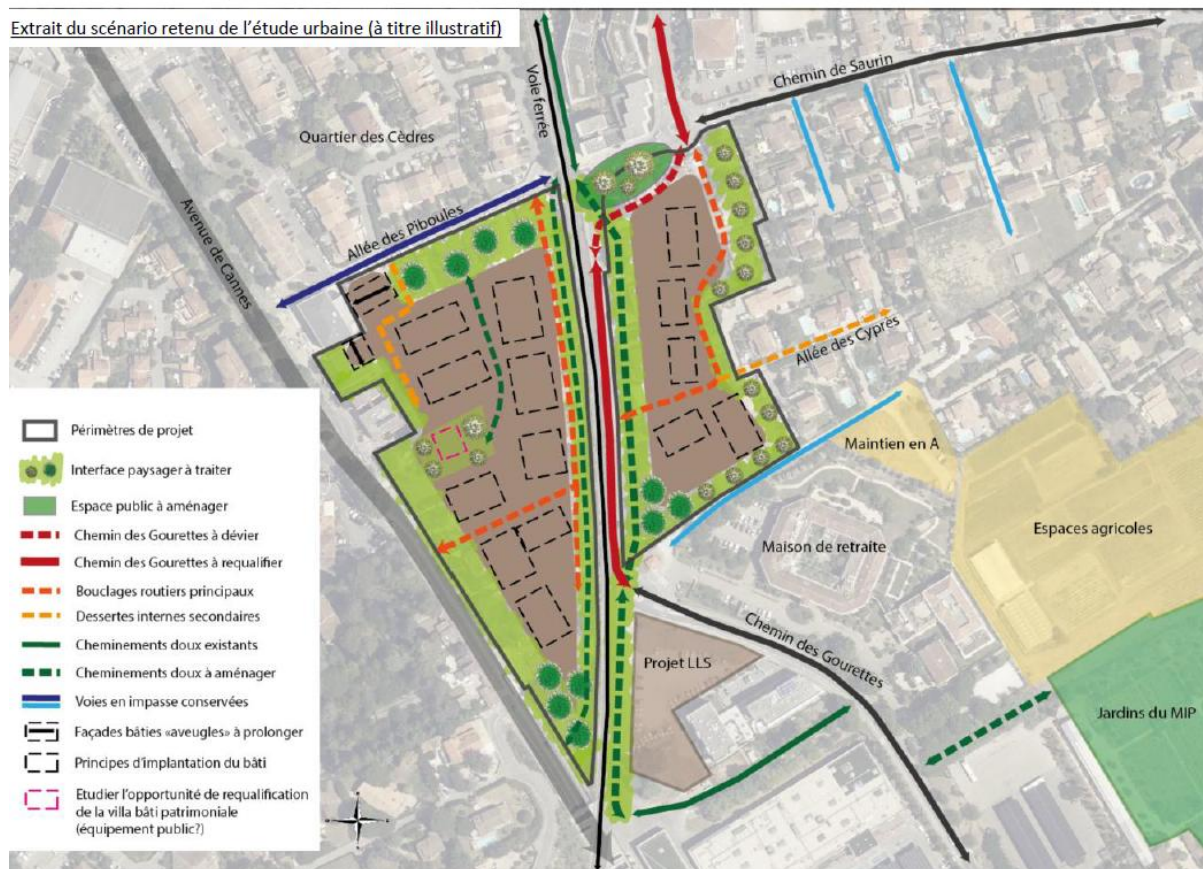 Extrait du scénario retenu de l'étude urbaine (à titre illustratif)
Chemin de Saurin
Voie ferrée
Quartier des Cèdres
Allée des Piboules
Avenue de Cannes
Allée des Cyprès
Maintien en A
Espaces agricoles
Maison de retraite
Chemin des Gourettes
Projet LLS
Jardins du MIP
Périmètres de projet
Interface paysager à traiter
Espace public à aménager
Chemin des Gourettes à dévier
Chemin des Gourettes à requalifier
Bouclages routiers principaux
Dessertes internes secondaires
Cheminements doux existants
Cheminements doux à aménager
Voies en impasse conservées
Façades bâties «aveugles» à prolonger
Principes d'implantation du bâti
Etudier l'opportunité de requalification
de la villa bâti patrimoniale
(équipement public?)